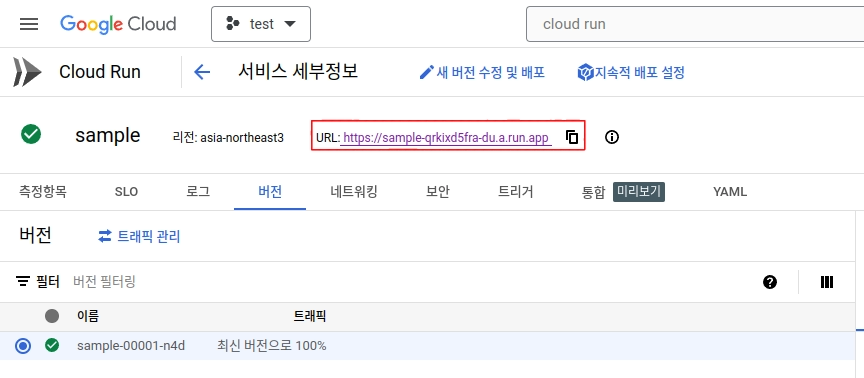 Google Cloud test cloud run
Cloud Run 서비스 세부정보 새 버전 수정 및 배포 지속적 배포 설정
sample 리전: asia-northeast3 URL: https://sample-qrkixd5fra-du.a.run.app
측정항목 SLO 로그 버전 네트워킹 보안 트리거 통합 미리보기 YAML
버전 트래픽 관리
필터 버전 필터링
이름 트래픽
sample-00001-n4d 최신 버전으로 100%